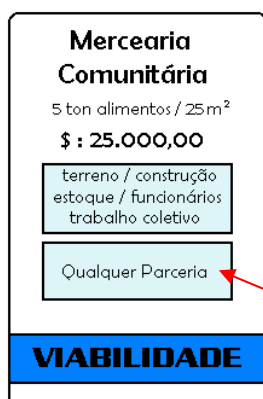 Mercearia
Comunitária
5 ton alimentos / 25 m²
$ : 25.000,00
terreno / construção
estoque / funcionários
trabalho coletivo
Qualquer Parceria
VIABILIDADE